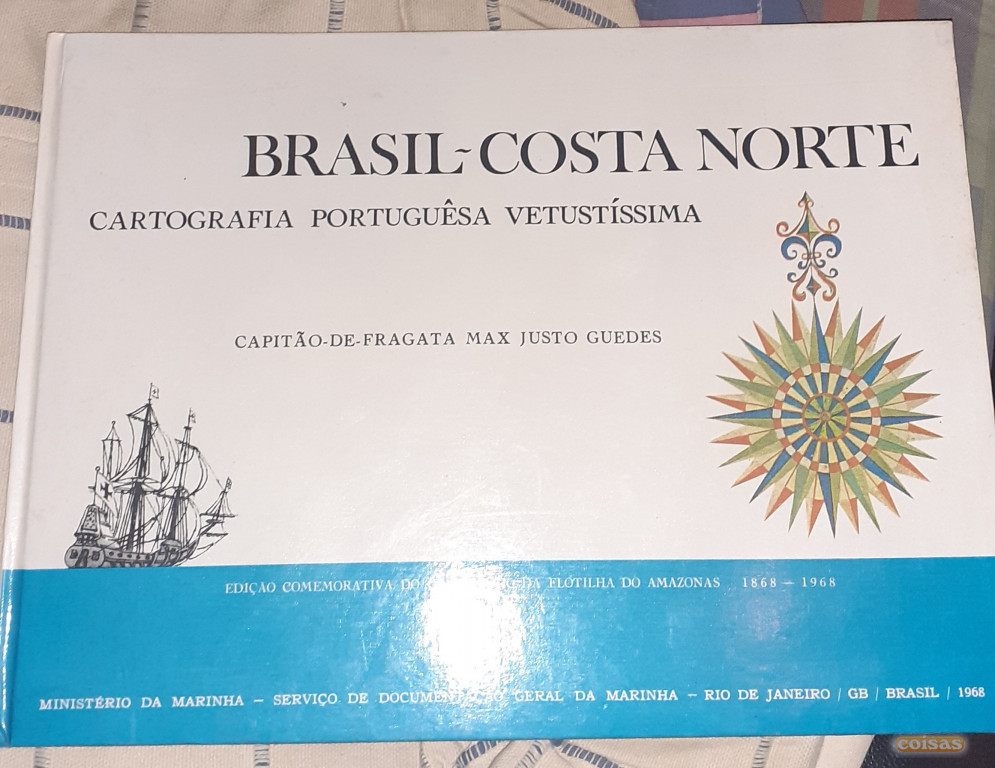 BRASIL-COSTA NORTE
CARTOGRAFIA PORTUGUÊSA VETUSTÍSSIMA
CAPITÃO-DE-FRAGATA MAX JUSTO GUEDES
EDIÇÃO COMEMORATIVA DO DA FLOTILHA DO AMAZONAS 1868 — 1968
MINISTÉRIO DA MARINHA — SERVIÇO DE DOCUMENTAÇÃO GERAL DA MARINHA — RIO DE JANEIRO / GB / BRASIL / 1968
coisas